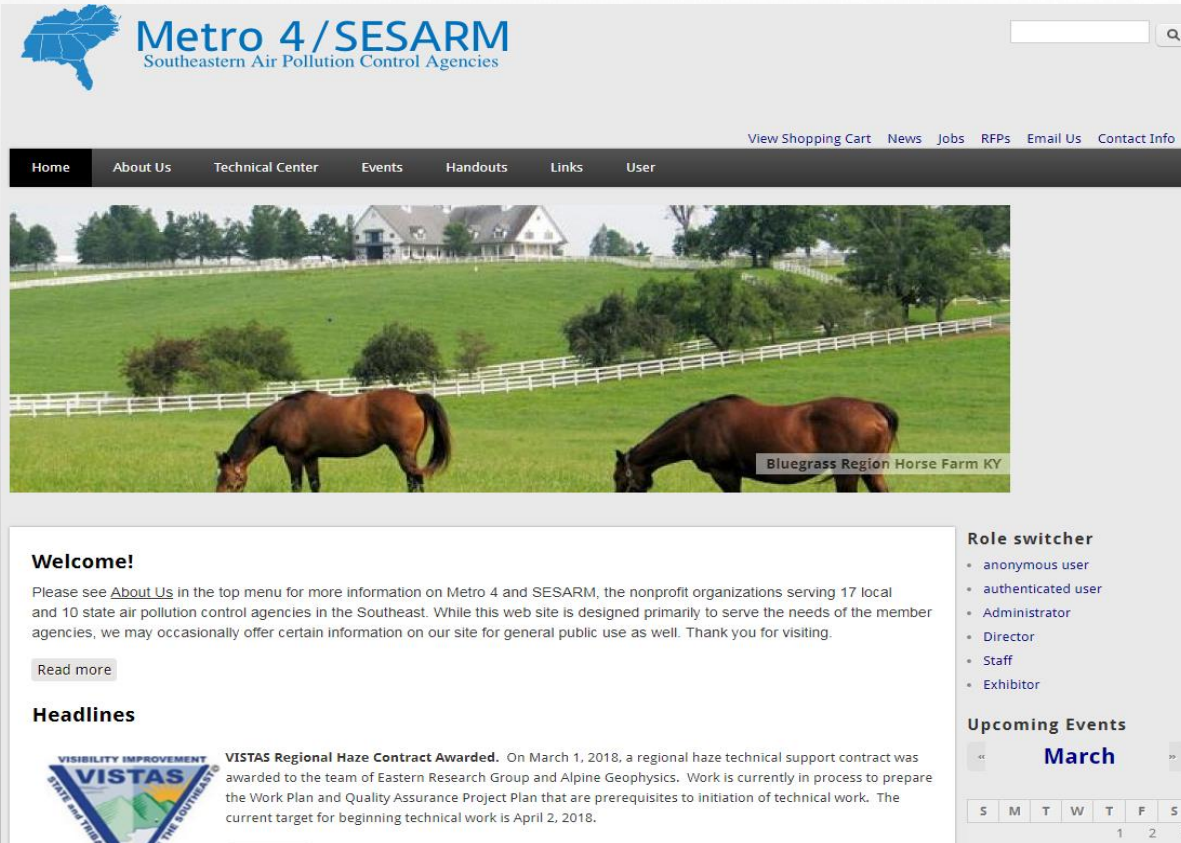 Metro 4/SESARM
Southeastern Air Pollution Control Agencies
View Shopping Cart News Jobs RFPs Email Us Contact Info
Home About Us Technical Center Events Handouts Links User
Bluegrass Region Horse Farm KY
Welcome!
Please see About Us in the top menu for more information on Metro 4 and SESARM, the nonprofit organizations serving 17 local
and 10 state air pollution control agencies in the Southeast. While this web site is designed primarily to serve the needs of the member
agencies, we may occasionally offer certain information on our site for general public use as well. Thank you for visiting.
Read more
Headlines
VISIBILITY IMPROVEMENT
VISTAS
STATE and TRIBAL
THE SOUTHEAST
VISTAS Regional Haze Contract Awarded. On March 1, 2018, a regional haze technical support contract was
awarded to the team of Eastern Research Group and Alpine Geophysics. Work is currently in process to prepare
the Work Plan and Quality Assurance Project Plan that are prerequisites to initiation of technical work. The
current target for beginning technical work is April 2, 2018.
Role switcher
anonymous user
authenticated user
Administrator
Director
Staff
Exhibitor
Upcoming Events
« March »
S M T W T F S
1 2